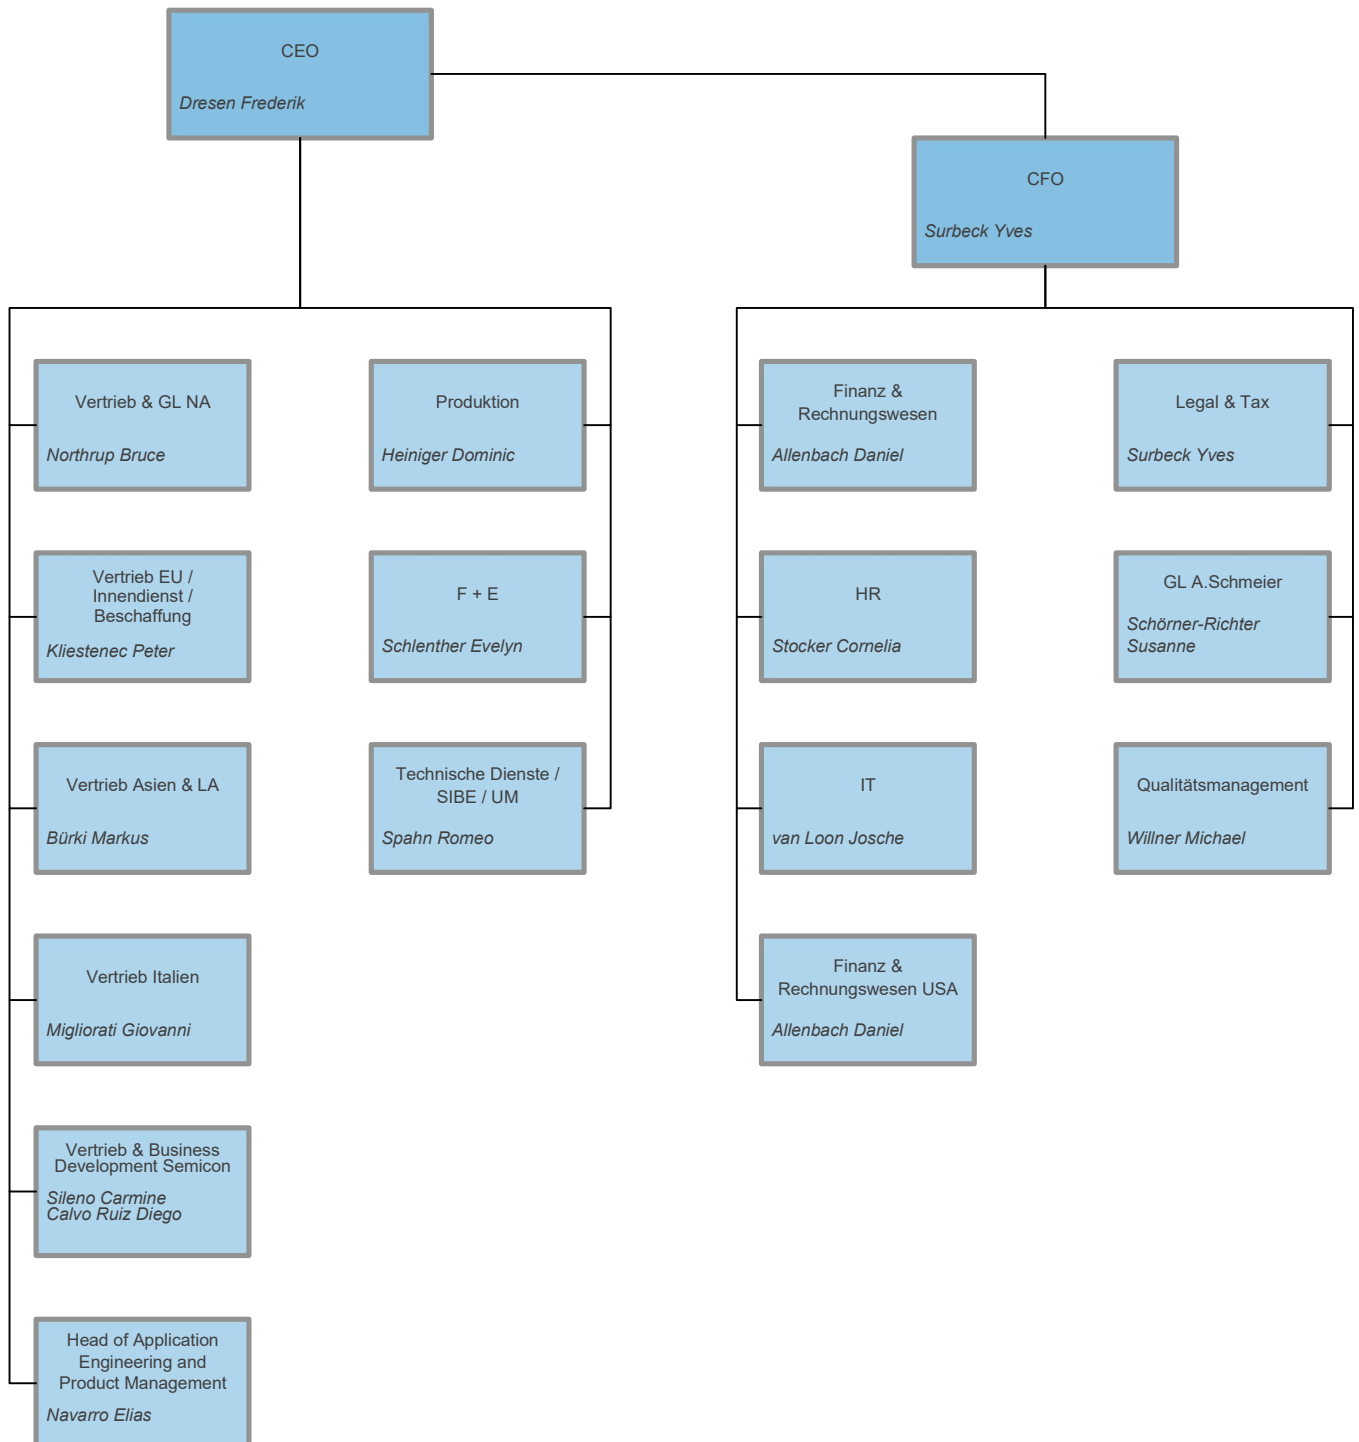 CEO
Dresen Frederik
CFO
Surbeck Yves
Vertrieb & GL NA
Northrup Bruce
Produktion
Heiniger Dominic
Finanz &
Rechnungswesen
Allenbach Daniel
Legal & Tax
Surbeck Yves
Vertrieb EU /
Innendienst /
Beschaffung
Kliestenec Peter
F + E
Schlenther Evelyn
HR
Stocker Cornelia
GL A.Schmeier
Schörner-Richter
Susanne
Vertrieb Asien & LA
Bürki Markus
Technische Dienste /
SIBE / UM
Spahn Romeo
IT
van Loon Josche
Qualitätsmanagement
Willner Michael
Vertrieb Italien
Migliorati Giovanni
Finanz &
Rechnungswesen USA
Allenbach Daniel
Vertrieb & Business
Development Semicon
Sileno Carmine
Calvo Ruiz Diego
Head of Application
Engineering and
Product Management
Navarro Elias